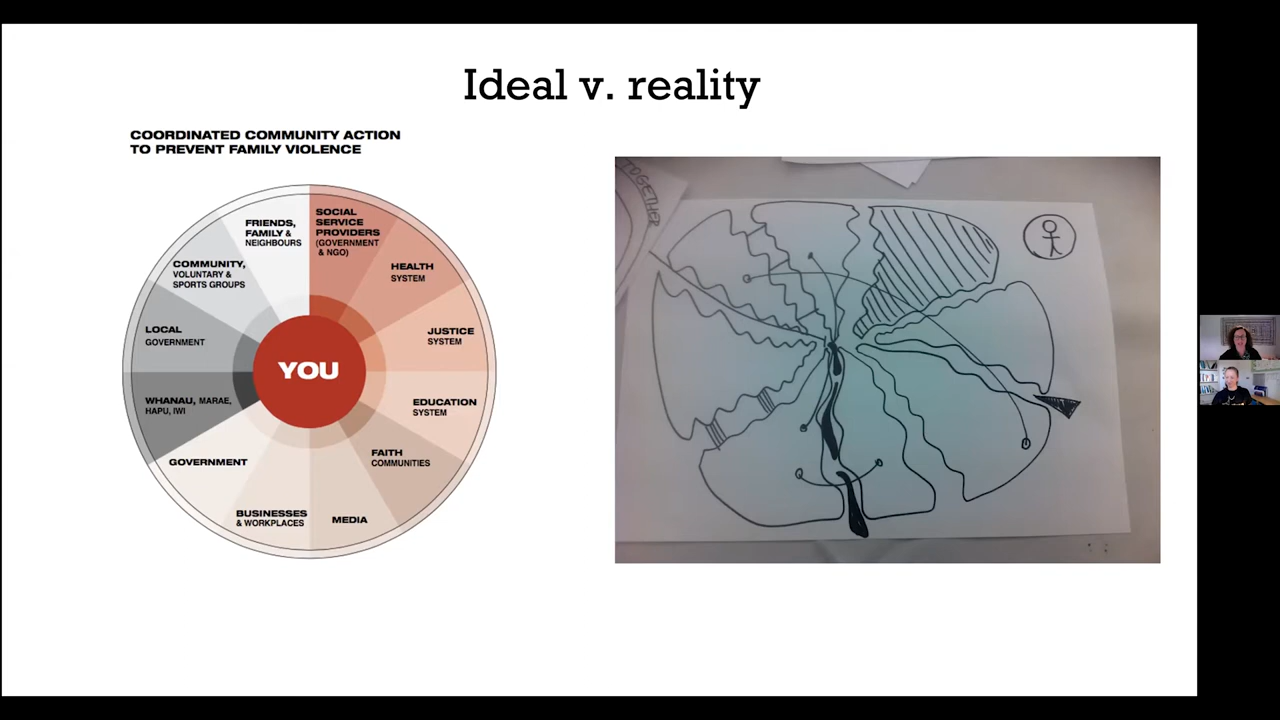 Ideal v. reality
COORDINATED COMMUNITY ACTION
TO PREVENT FAMILY VIOLENCE
FRIENDS,
FAMILY &
NEIGHBOURS
SOCIAL
SERVICE
PROVIDERS
(GOVERNMENT
& NGO)
HEALTH
SYSTEM
JUSTICE
SYSTEM
EDUCATION
SYSTEM
FAITH
COMMUNITIES
MEDIA
BUSINESSES
& WORKPLACES
GOVERNMENT
WHANAU, MARAE,
HAPU, IWI
LOCAL
GOVERNMENT
COMMUNITY,
VOLUNTARY &
SPORTS GROUPS
YOU
TOGETHER